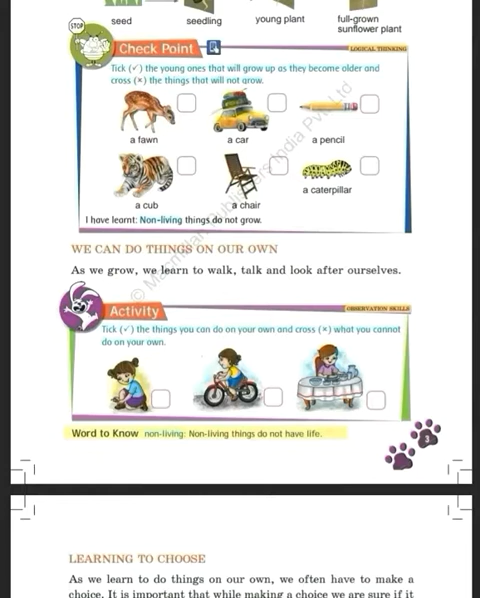 seed seedling young plant full-grown
sunflower plant
STOP
Check Point
LOGICAL THINKING
Tick (✓) the young ones that will grow up as they become older and
cross (×) the things that will not grow.
a fawn a car a pencil
a cub a chair a caterpillar
I have learnt: Non-living things do not grow.
© Macmillan Publishers India Pvt. Ltd
WE CAN DO THINGS ON OUR OWN
As we grow, we learn to walk, talk and look after ourselves.
Activity
OBSERVATION SKILLS
Tick (✓) the things you can do on your own and cross (×) what you cannot
do on your own.
Word to Know non-living: Non-living things do not have life.
3
LEARNING TO CHOOSE
As we learn to do things on our own, we often have to make a
choice. It is important that while making a choice we are sure if it